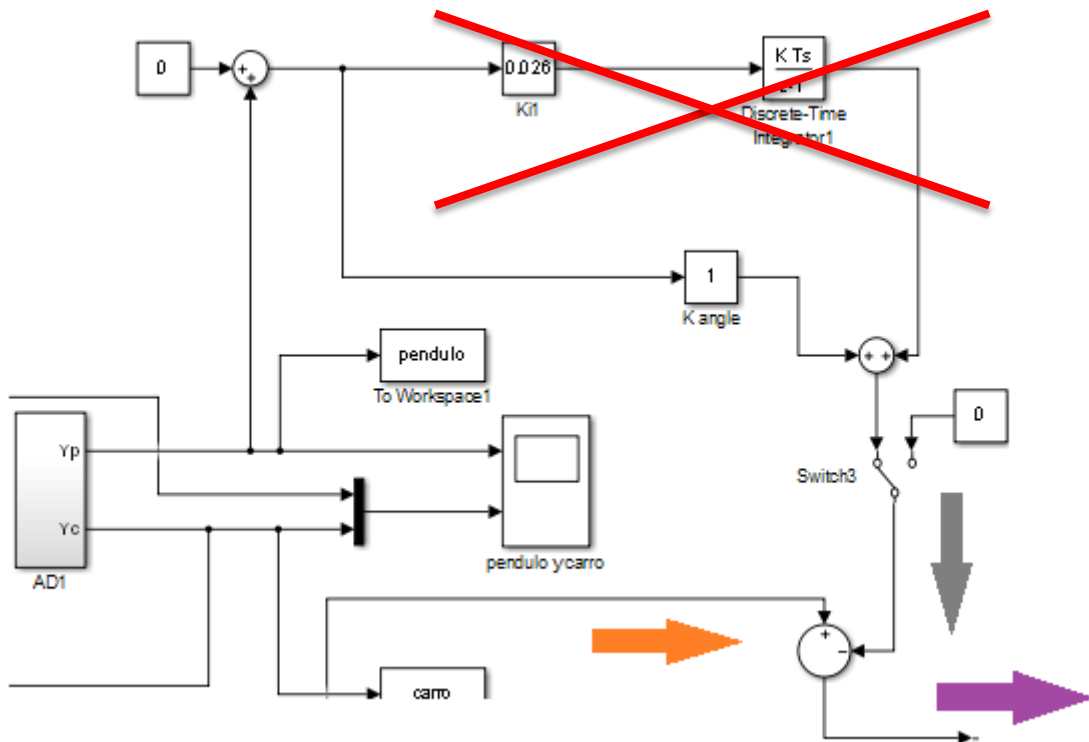 0
+
+
0.026
Ki1
K Ts
Discrete-Time
Integrator1
1
K angle
pendulo
To Workspace1
+ +
0
Switch3
Yp
Yc
AD1
pendulo ycarro
+
-
carro